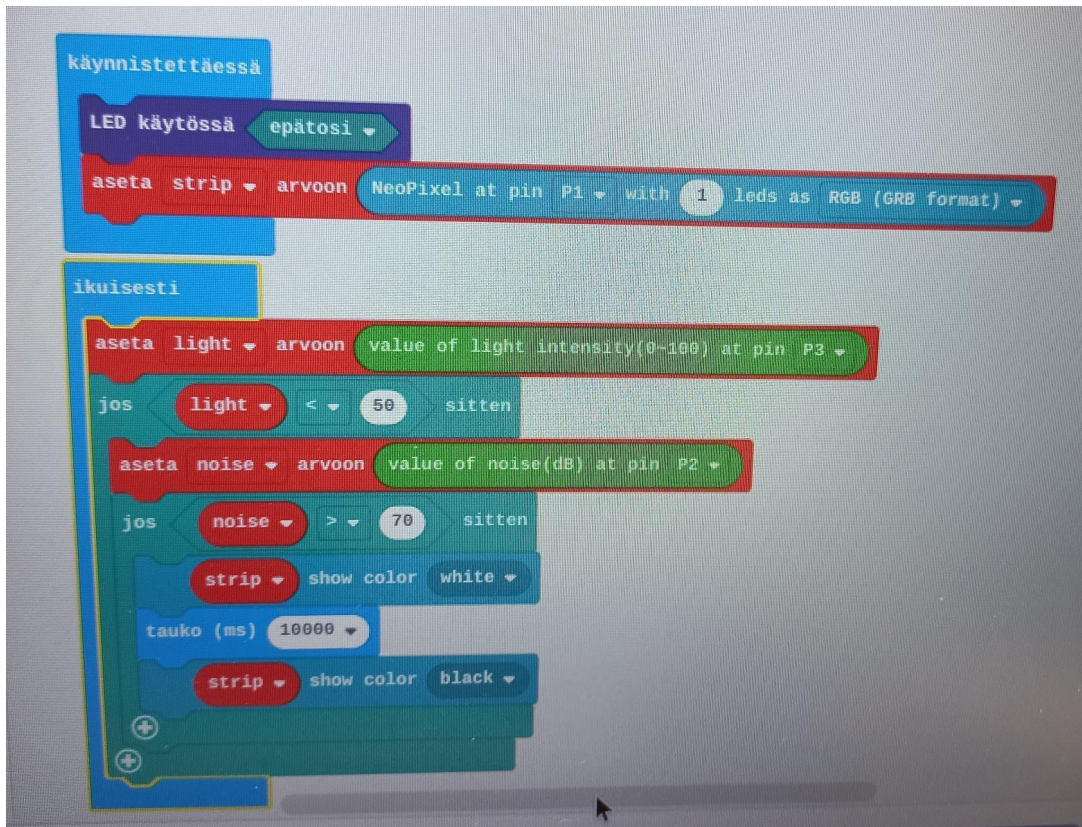 käynnistettäessä
LED käytössä epätosi
aseta strip arvoon NeoPixel at pin P1 with 1 leds as RGB (GRB format)
ikuisesti
aseta light arvoon value of light intensity(0~100) at pin P3
jos light < 50 sitten
aseta noise arvoon value of noise(dB) at pin P2
jos noise > 70 sitten
strip show color white
tauko (ms) 10000
strip show color black